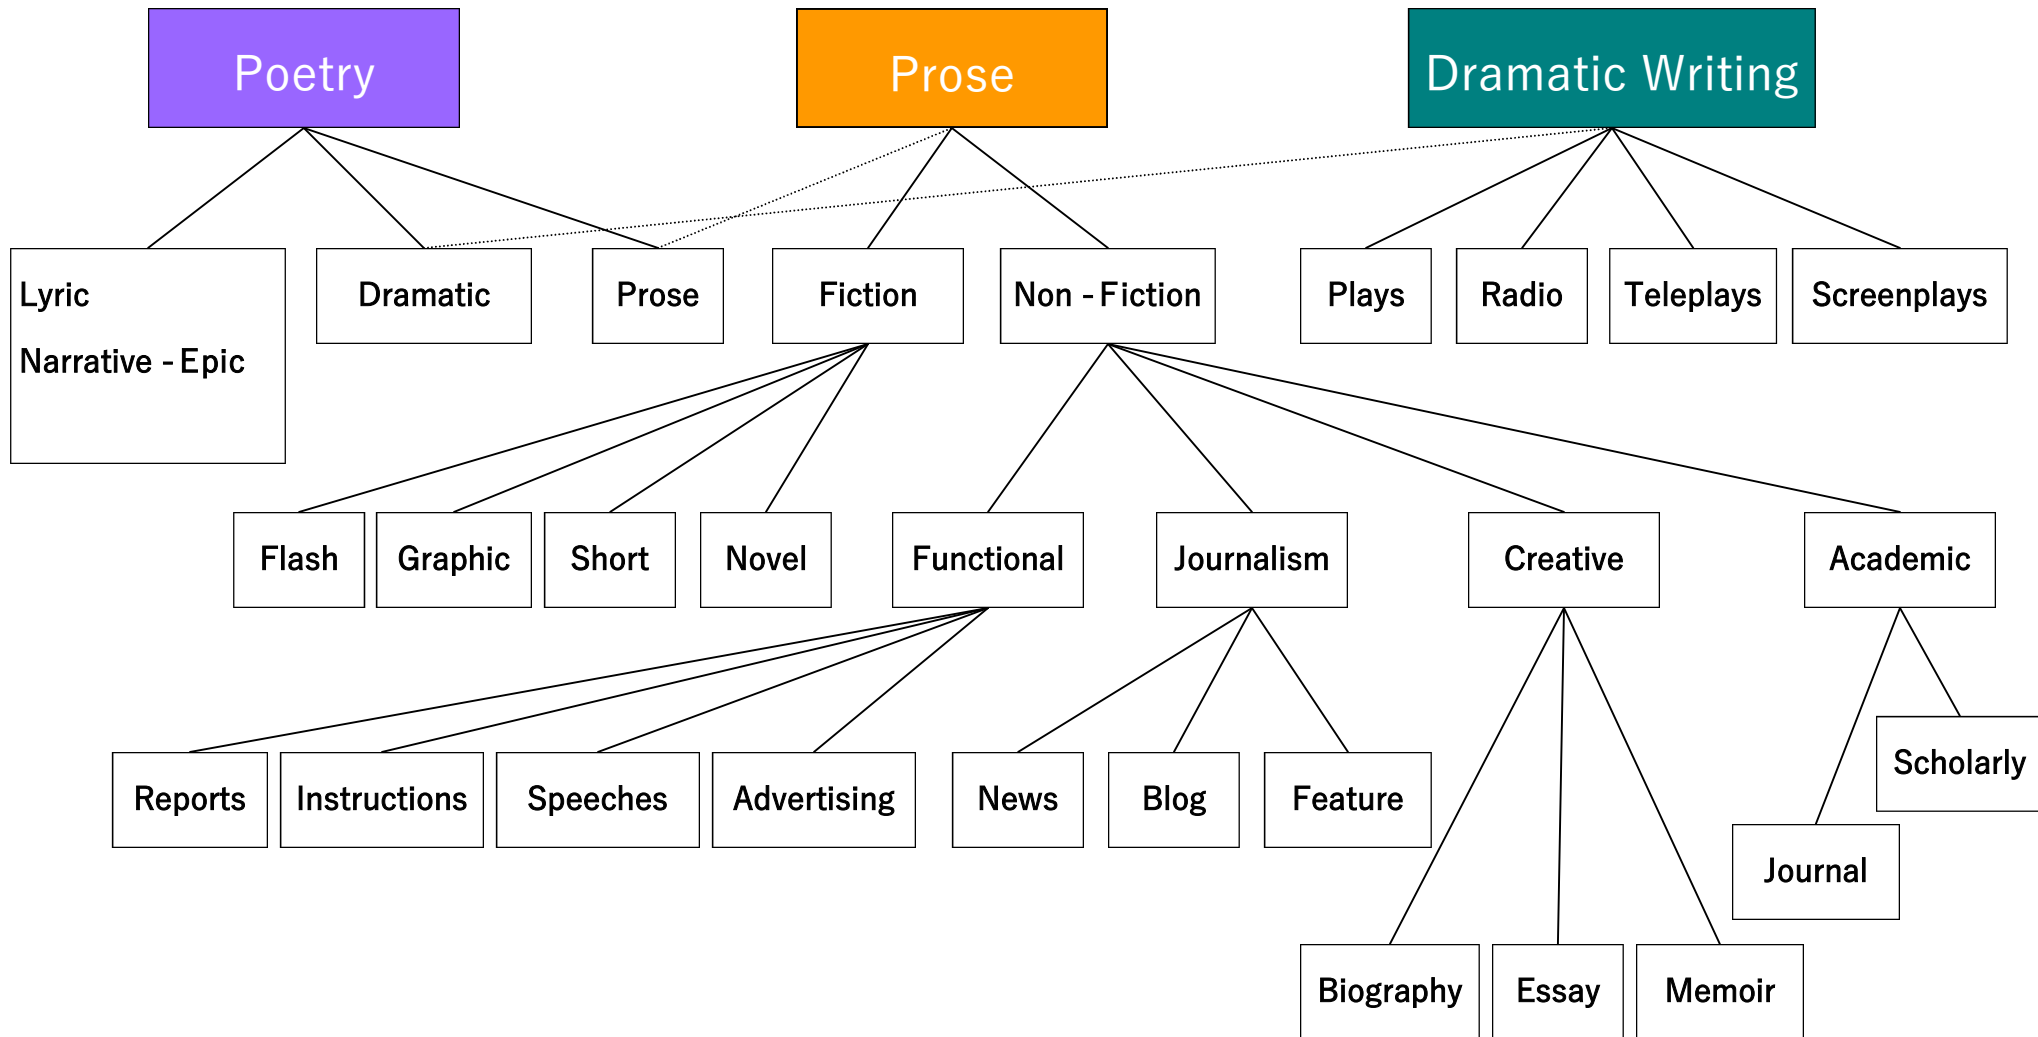 Poetry
Prose
Dramatic Writing
Lyric
Narrative - Epic
Dramatic
Prose
Fiction
Non - Fiction
Plays
Radio
Teleplays
Screenplays
Flash
Graphic
Short
Novel
Functional
Journalism
Creative
Academic
Reports
Instructions
Speeches
Advertising
News
Blog
Feature
Scholarly
Journal
Biography
Essay
Memoir